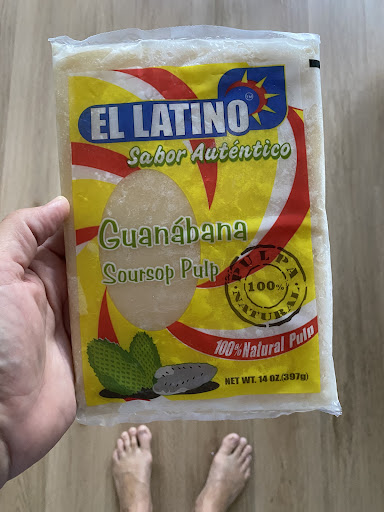 EL LATINO
Sabor Auténtico
Guanábana
Soursop Pulp
PULPA
100%
NATURAL
100% Natural Pulp
NET WT. 14 OZ.(397g)